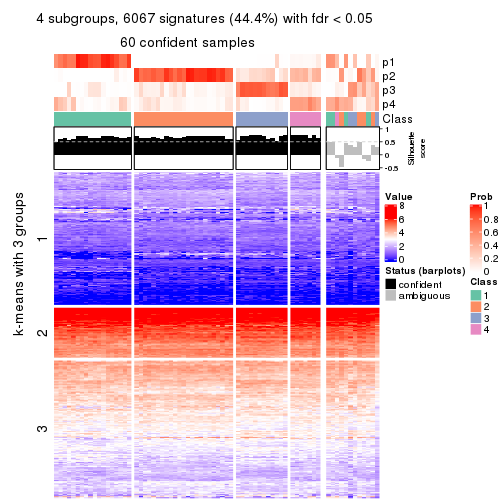 4 subgroups, 6067 signatures (44.4%) with fdr < 0.05
60 confident samples
p1
p2
p3
p4
Class
1
0.5
0
-0.5
Silhouette
score
k-means with 3 groups
1
2
3
Value
8
6
4
2
0
Status (barplots)
confident
ambiguous
Prob
1
0.8
0.6
0.4
0.2
0
Class
1
2
3
4